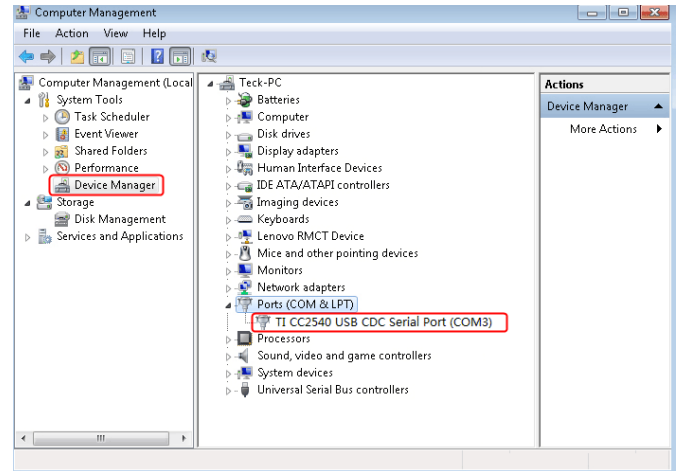 Computer Management
File Action View Help
Computer Management (Local
System Tools
Task Scheduler
Event Viewer
Shared Folders
Performance
Device Manager
Storage
Disk Management
Services and Applications
Teck-PC
Batteries
Computer
Disk drives
Display adapters
Human Interface Devices
IDE ATA/ATAPI controllers
Imaging devices
Keyboards
Lenovo RMCT Device
Mice and other pointing devices
Monitors
Network adapters
Ports (COM & LPT)
TI CC2540 USB CDC Serial Port (COM3)
Processors
Sound, video and game controllers
System devices
Universal Serial Bus controllers
Actions
Device Manager
More Actions